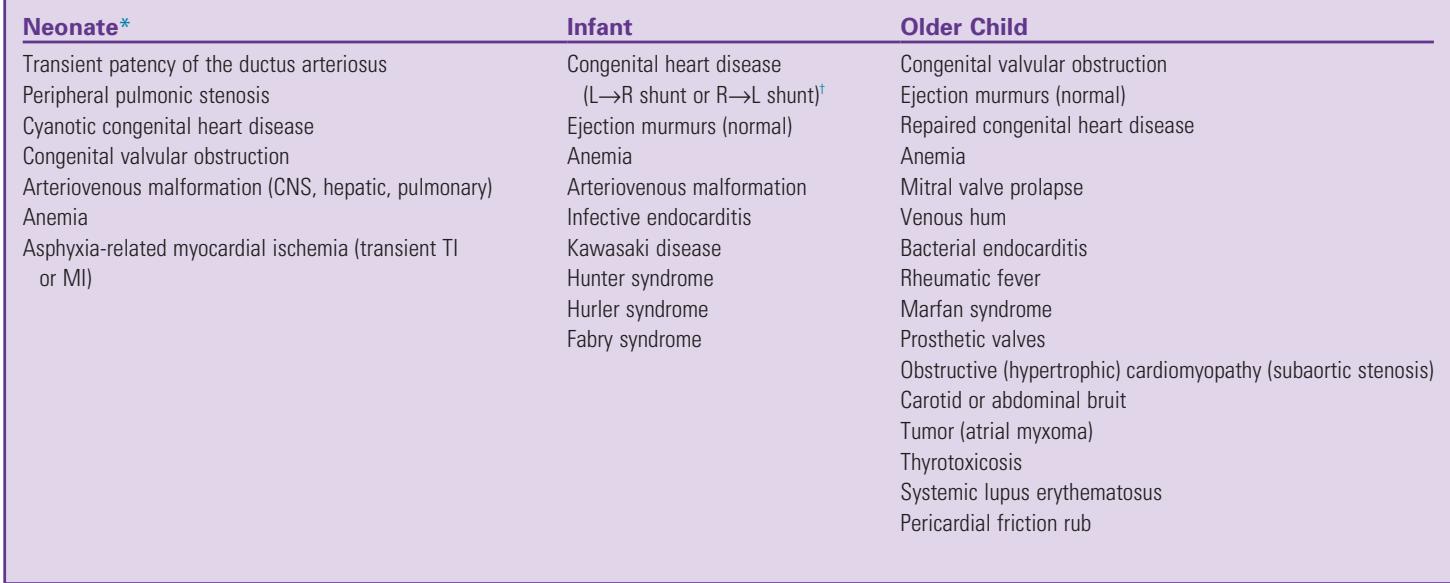 Neonate*
Transient patency of the ductus arteriosus
Peripheral pulmonic stenosis
Cyanotic congenital heart disease
Congenital valvular obstruction
Arteriovenous malformation (CNS, hepatic, pulmonary)
Anemia
Asphyxia-related myocardial ischemia (transient TI
or MI)
Infant
Congenital heart disease
(L→R shunt or R→L shunt)†
Ejection murmurs (normal)
Anemia
Arteriovenous malformation
Infective endocarditis
Kawasaki disease
Hunter syndrome
Hurler syndrome
Fabry syndrome
Older Child
Congenital valvular obstruction
Ejection murmurs (normal)
Repaired congenital heart disease
Anemia
Mitral valve prolapse
Venous hum
Bacterial endocarditis
Rheumatic fever
Marfan syndrome
Prosthetic valves
Obstructive (hypertrophic) cardiomyopathy (subaortic stenosis)
Carotid or abdominal bruit
Tumor (atrial myxoma)
Thyrotoxicosis
Systemic lupus erythematosus
Pericardial friction rub